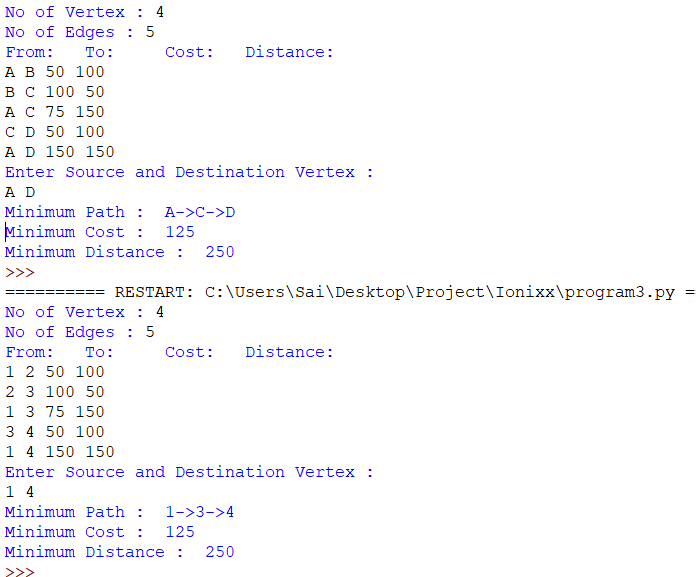 No of Vertex : 4
No of Edges : 5
From:   To:     Cost:   Distance:
A B 50 100
B C 100 50
A C 75 150
C D 50 100
A D 150 150
Enter Source and Destination Vertex :
A D
Minimum Path :  A->C->D
Minimum Cost :  125
Minimum Distance :  250
>>>
========== RESTART: C:\Users\Sai\Desktop\Project\Ionixx\program3.py =
No of Vertex : 4
No of Edges : 5
From:   To:     Cost:   Distance:
1 2 50 100
2 3 100 50
1 3 75 150
3 4 50 100
1 4 150 150
Enter Source and Destination Vertex :
1 4
Minimum Path :  1->3->4
Minimum Cost :  125
Minimum Distance :  250
>>>